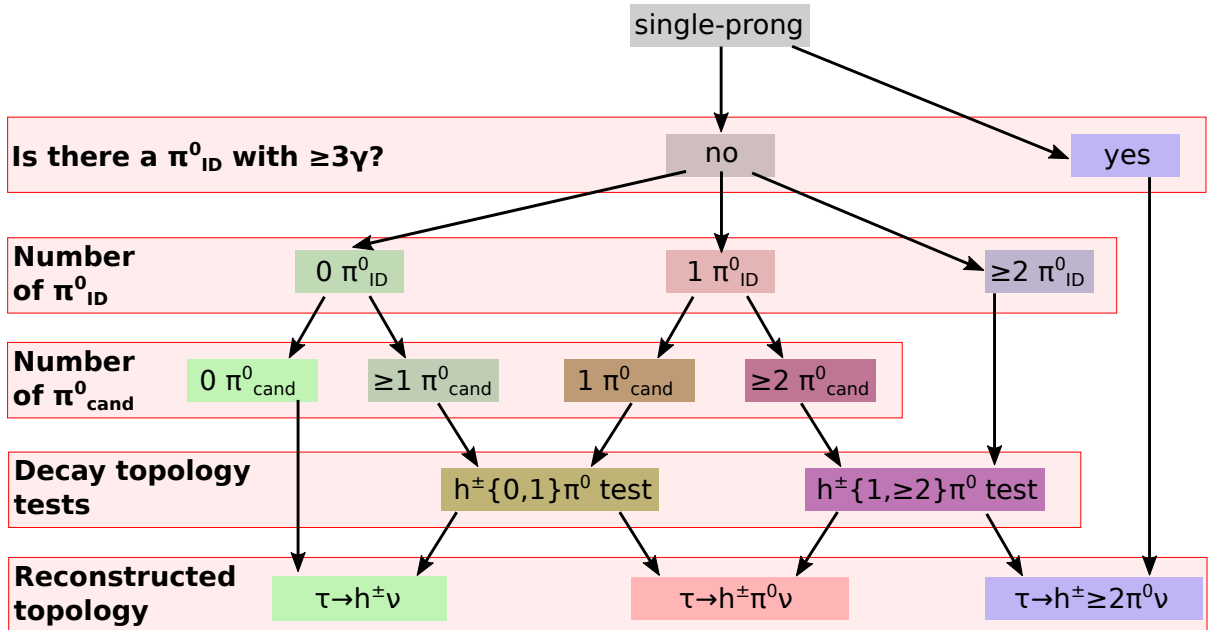 single-prong
Is there a π⁰ID with ≥3γ?
no
yes
Number
of π⁰ID
0 π⁰ID
1 π⁰ID
≥2 π⁰ID
Number
of π⁰cand
0 π⁰cand
≥1 π⁰cand
1 π⁰cand
≥2 π⁰cand
Decay topology
tests
h±{0,1}π⁰ test
h±{1,≥2}π⁰ test
Reconstructed
topology
τ→h±ν
τ→h±π⁰ν
τ→h±≥2π⁰ν